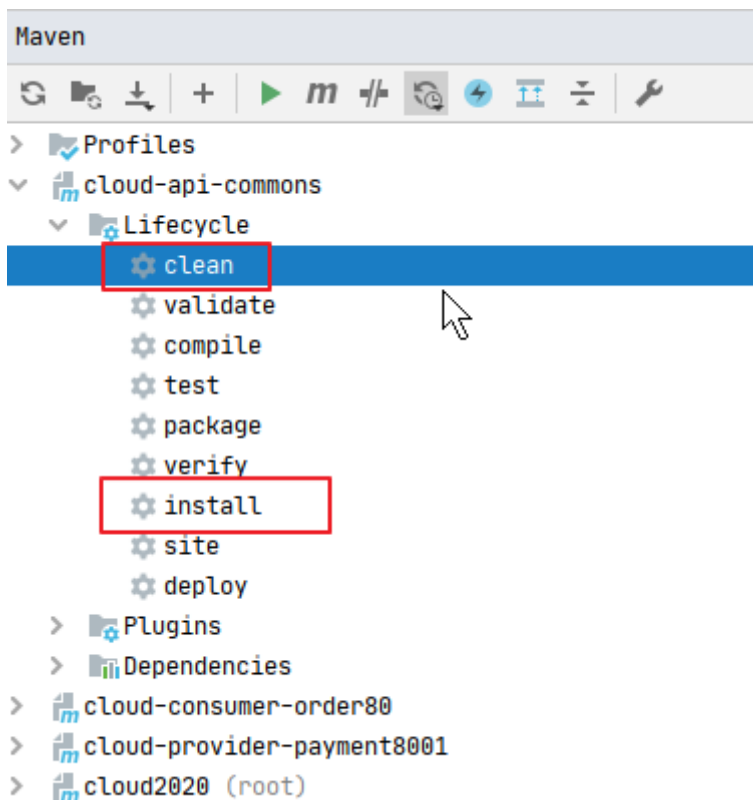 Maven
Profiles
cloud-api-commons
Lifecycle
clean
validate
compile
test
package
verify
install
site
deploy
Plugins
Dependencies
cloud-consumer-order80
cloud-provider-payment8001
cloud2020 (root)